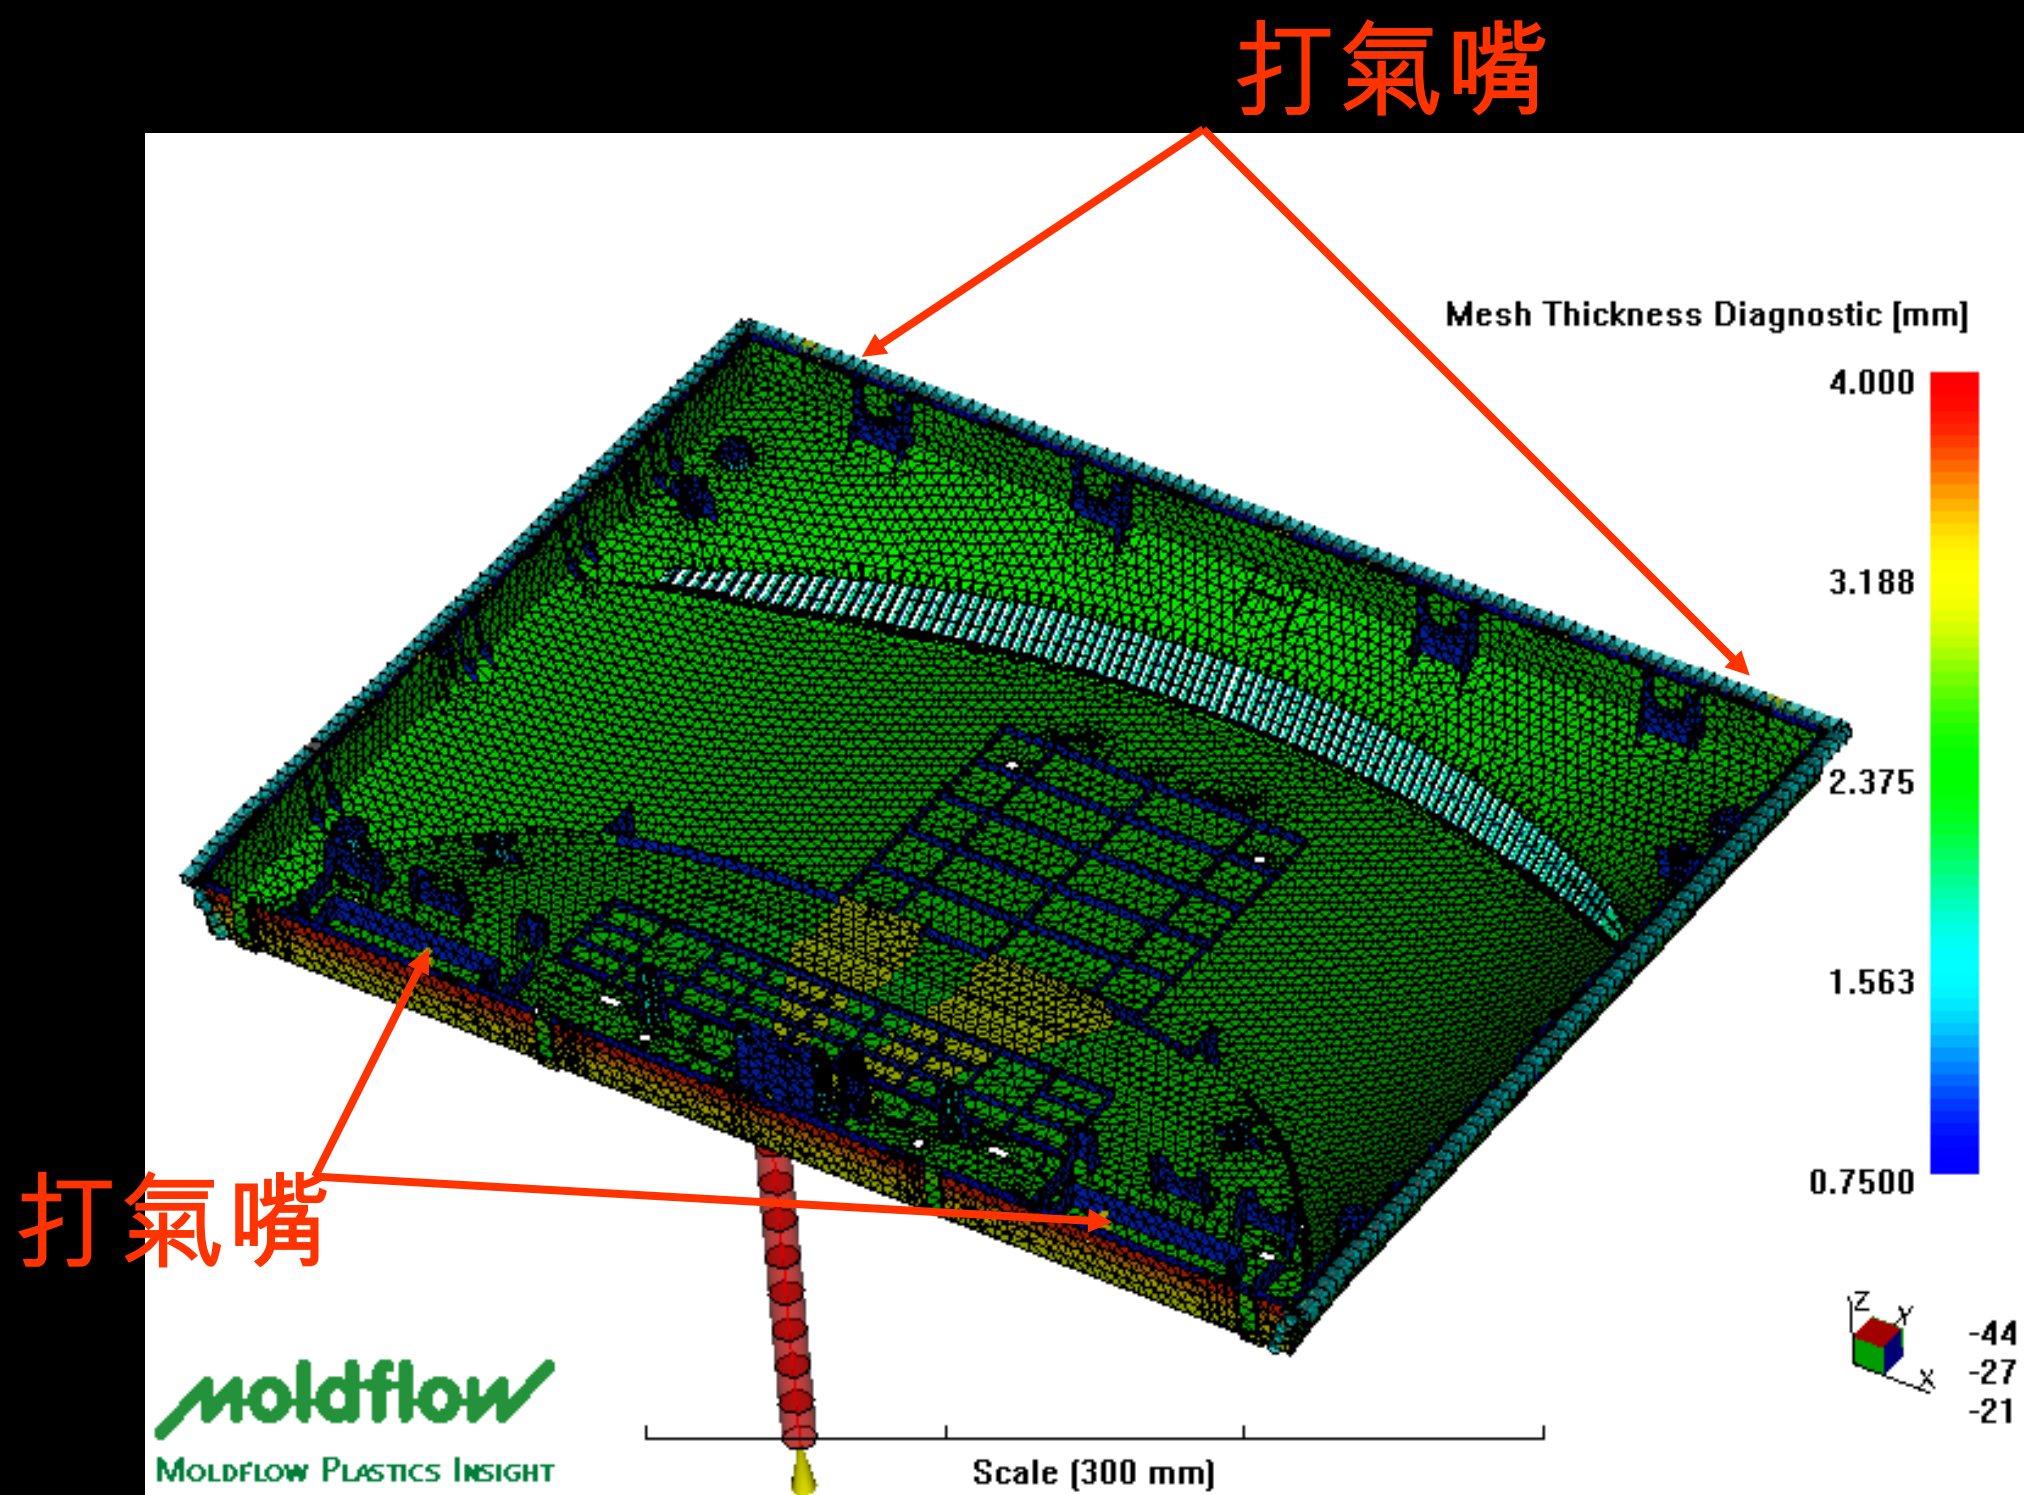 打氣嘴
Mesh Thickness Diagnostic [mm]
4.000
3.188
2.375
1.563
0.7500
打氣嘴
Z
Y
X
-44
-27
-21
moldflow
MOLDFLOW PLASTICS INSIGHT
Scale (300 mm)